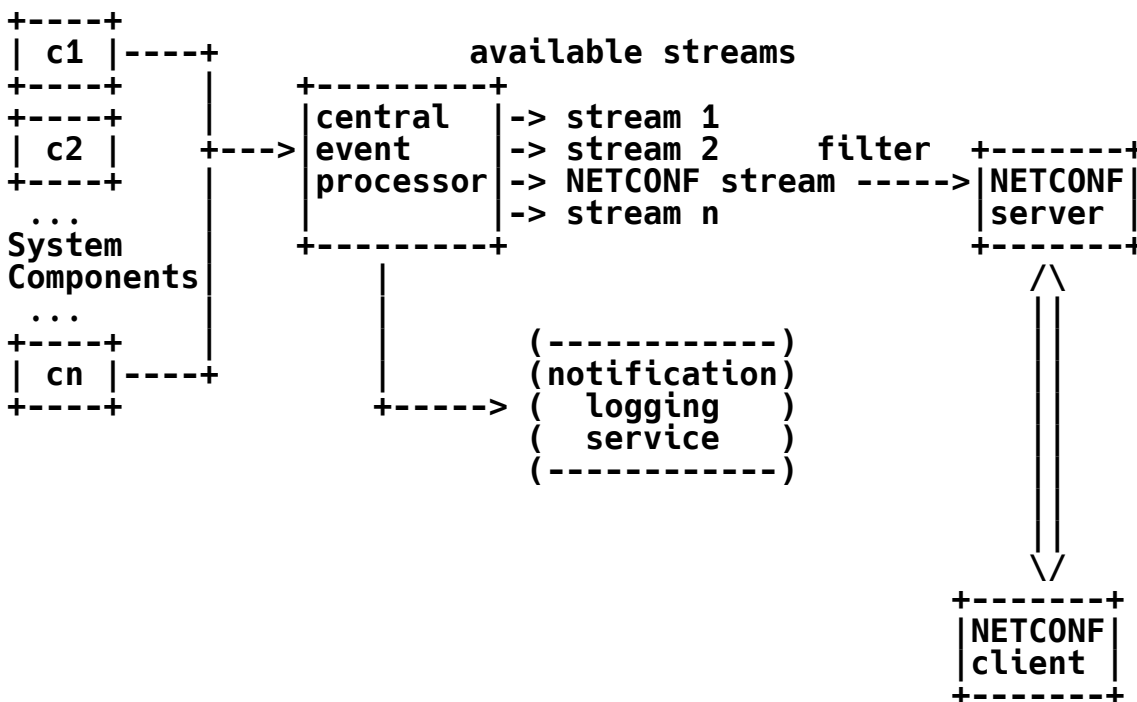 +----+
| c1 |----+             available streams
+----+    |    +---------+
+----+    |    |central  |-> stream 1
| c2 |    +--->|event    |-> stream 2     filter  +-------+
+----+    |    |processor|-> NETCONF stream ----->|NETCONF|
 ...      |    |         |-> stream n             |server |
System    |    +---------+                        +-------+
Components|        |                                 /\
 ...      |        |                                 ||
+----+    |        |       (------------)            ||
| cn |----+        |       (notification)            ||
+----+             +-----> (  logging   )            ||
                           (  service   )            ||
                           (------------)            ||
                                                     ||
                                                     ||
                                                     \/
                                                 +-------+
                                                 |NETCONF|
                                                 |client |
                                                 +-------+